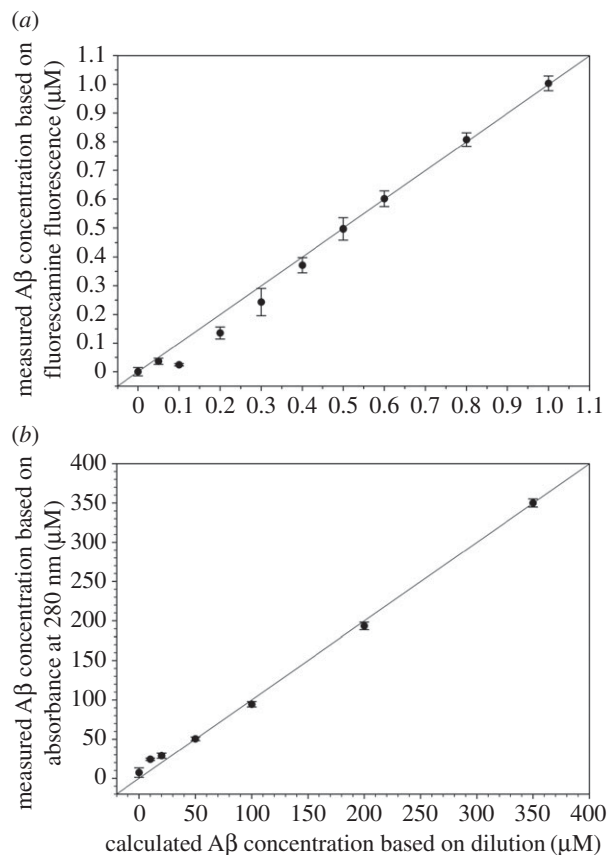 (a)
measured Aβ concentration based on
fluorescamine fluorescence (µM)
1.1
1.0
0.9
0.8
0.7
0.6
0.5
0.4
0.3
0.2
0.1
0
0 0.1 0.2 0.3 0.4 0.5 0.6 0.7 0.8 0.9 1.0 1.1
(b)
measured Aβ concentration based on
absorbance at 280 nm (µM)
400
350
300
250
200
150
100
50
0
0 50 100 150 200 250 300 350 400
calculated Aβ concentration based on dilution (µM)